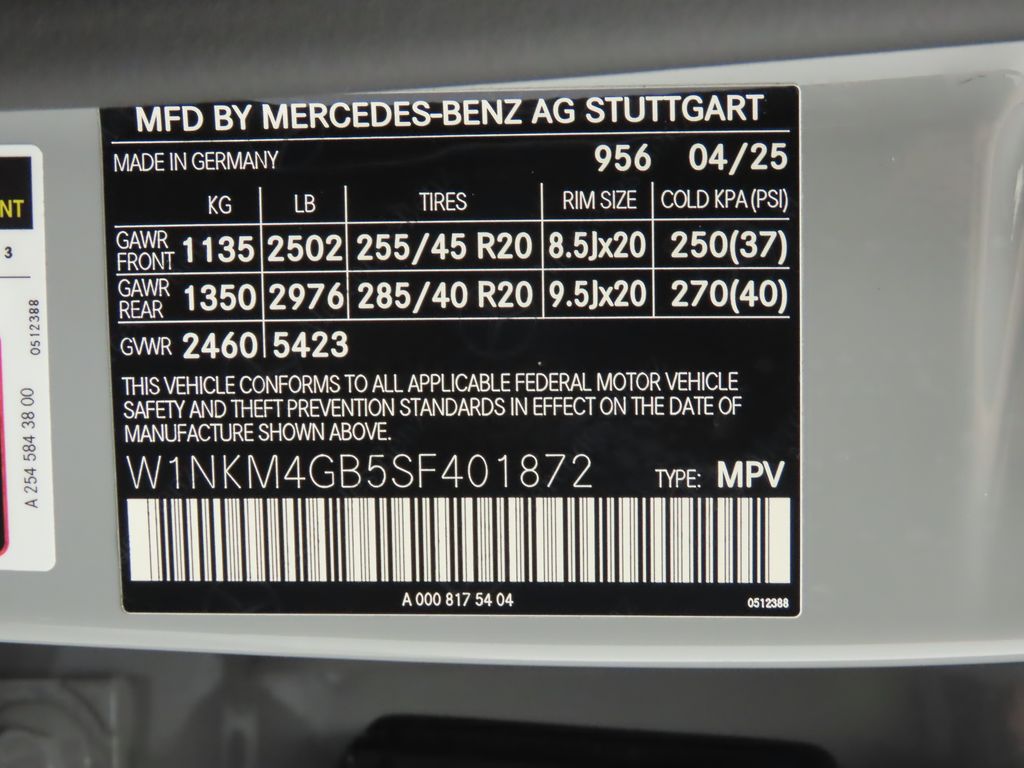 MFD BY MERCEDES-BENZ AG STUTTGART
MADE IN GERMANY 956 04/25
KG LB TIRES RIM SIZE COLD KPA (PSI)
GAWR FRONT 1135 2502 255/45 R20 8.5Jx20 250(37)
GAWR REAR 1350 2976 285/40 R20 9.5Jx20 270(40)
GVWR 2460 5423
THIS VEHICLE CONFORMS TO ALL APPLICABLE FEDERAL MOTOR VEHICLE
SAFETY AND THEFT PREVENTION STANDARDS IN EFFECT ON THE DATE OF
MANUFACTURE SHOWN ABOVE.
W1NKM4GB5SF401872 TYPE: MPV
A 000 817 54 04 0512388
NT
3
0512388
A 254 584 38 00